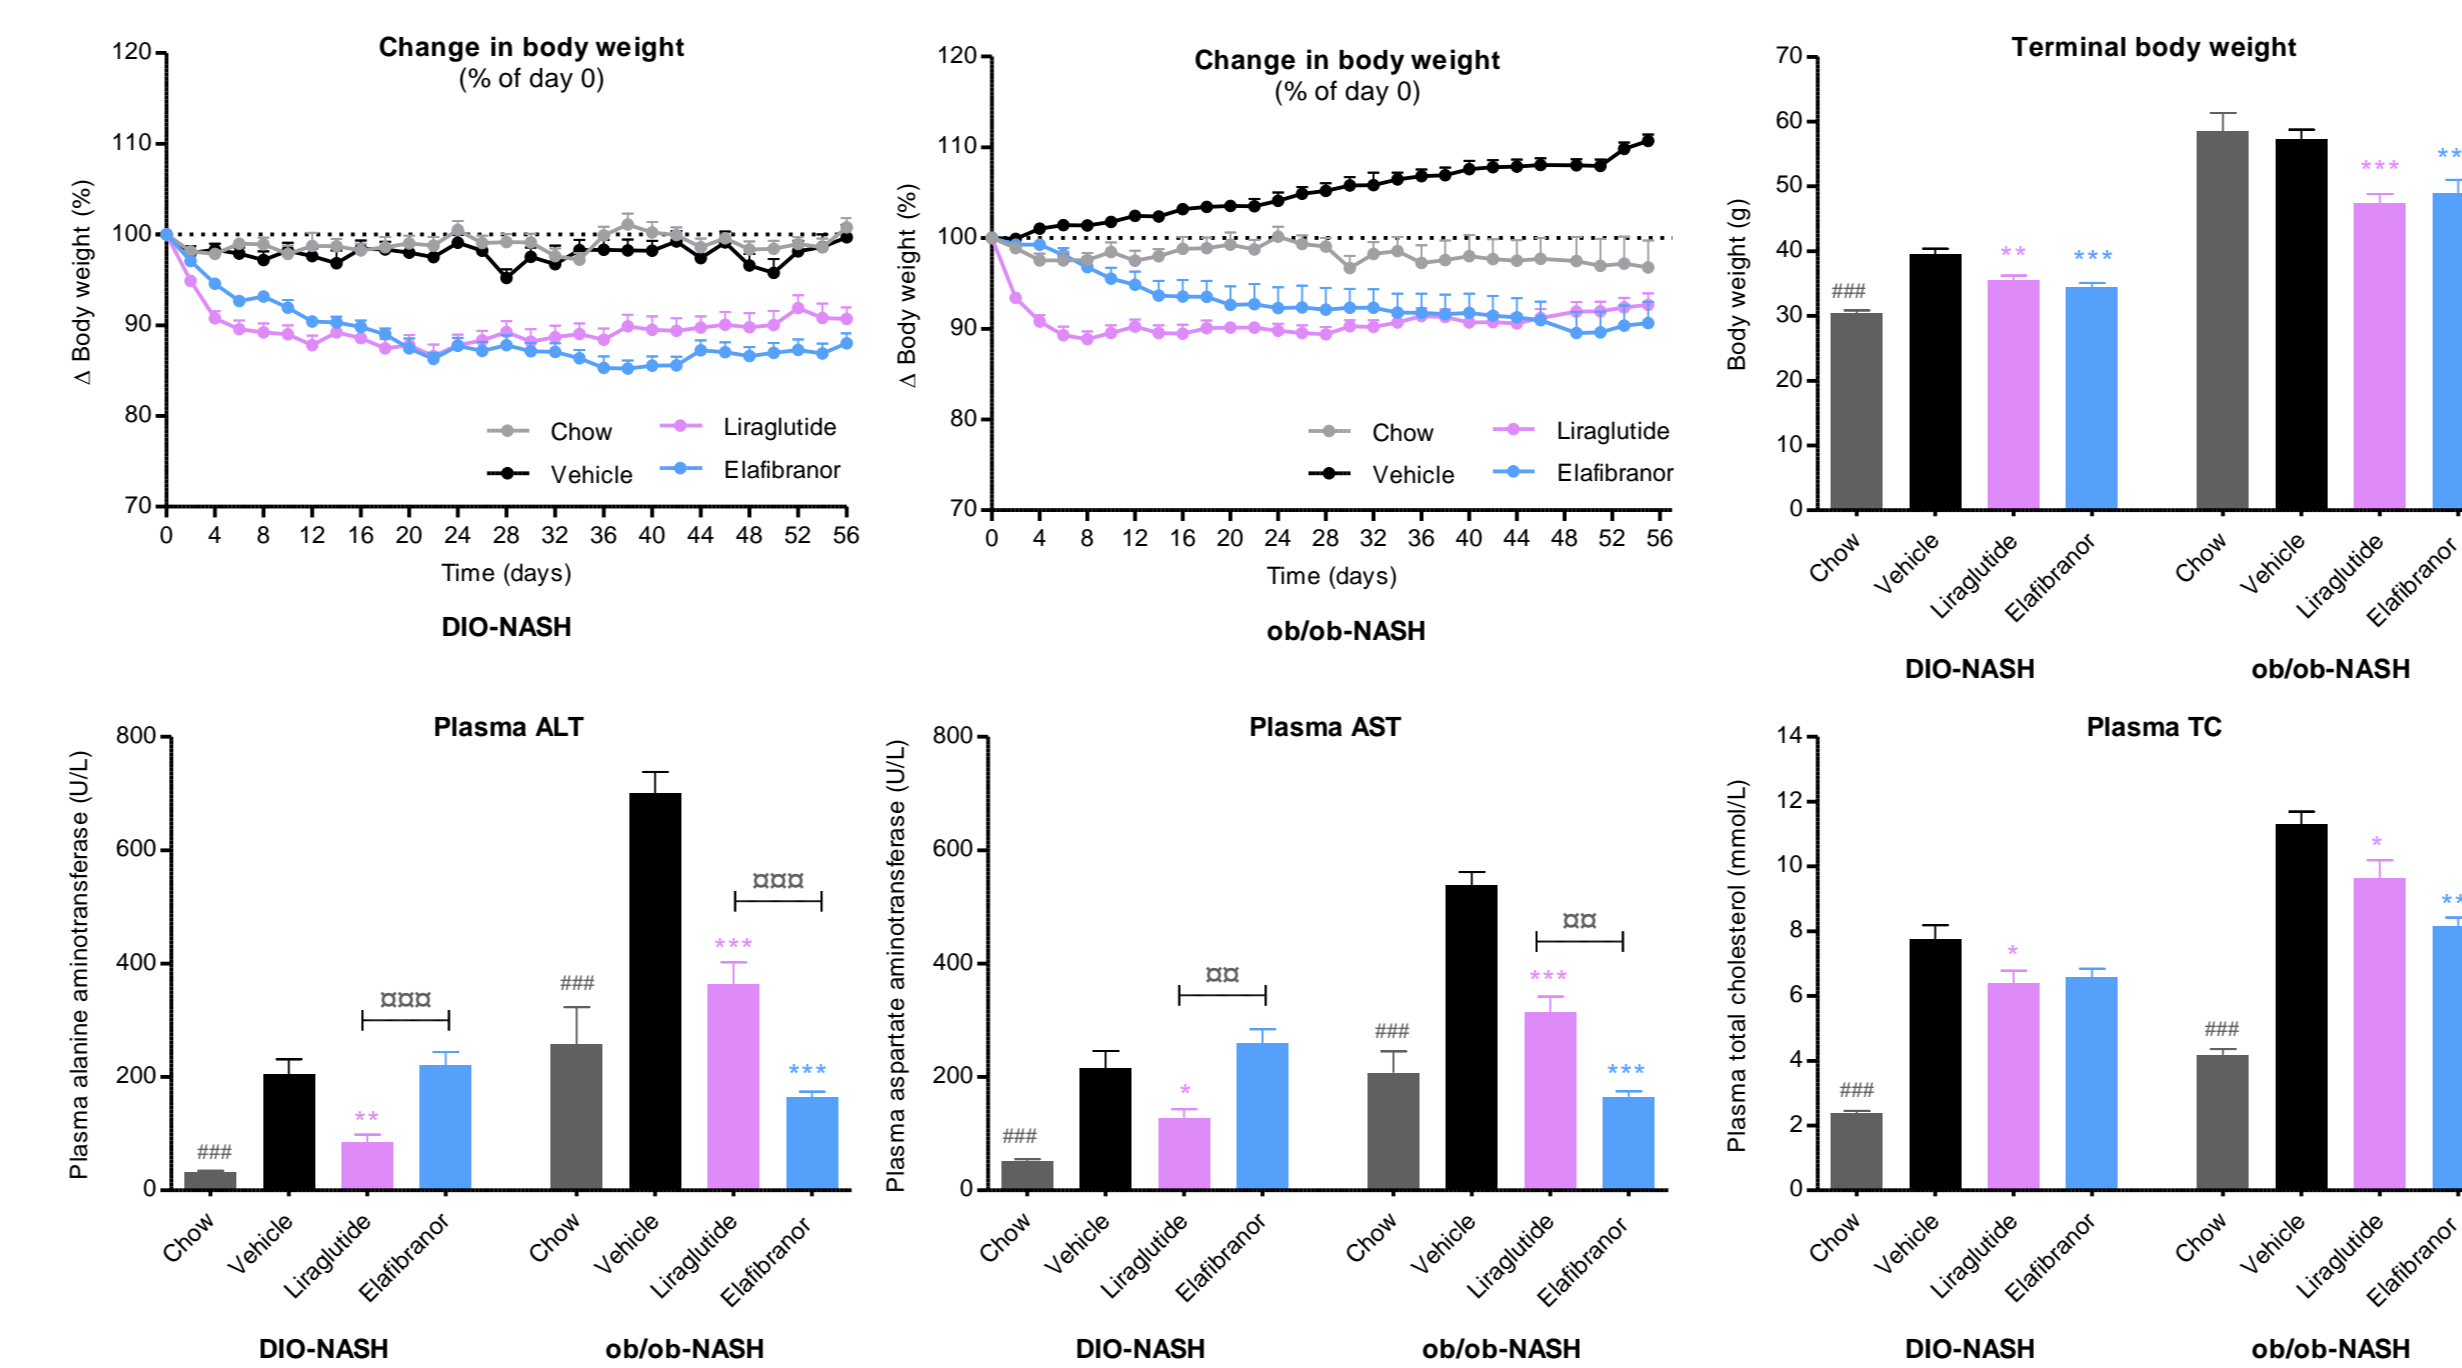 Change in body weight
(% of day 0)
Δ Body weight (%)
120
110
100
90
80
70
Chow
Liraglutide
Vehicle
Elafibranor
0 4 8 12 16 20 24 28 32 36 40 44 48 52 56
Time (days)
DIO-NASH
Change in body weight
(% of day 0)
Δ Body weight (%)
120
110
100
90
80
70
Chow
Liraglutide
Vehicle
Elafibranor
0 4 8 12 16 20 24 28 32 36 40 44 48 52 56
Time (days)
ob/ob-NASH
Terminal body weight
Body weight (g)
70
60
50
40
30
20
10
0
###
**
***
***
**
Chow Vehicle Liraglutide Elafibranor Chow Vehicle Liraglutide Elafibranor
DIO-NASH ob/ob-NASH
Plasma ALT
Plasma alanine aminotransferase (U/L)
800
600
400
200
0
###
**
¤¤¤
###
***
¤¤¤
***
Chow Vehicle Liraglutide Elafibranor Chow Vehicle Liraglutide Elafibranor
DIO-NASH ob/ob-NASH
Plasma AST
Plasma aspartate aminotransferase (U/L)
800
600
400
200
0
###
*
¤¤
###
***
¤¤
***
Chow Vehicle Liraglutide Elafibranor Chow Vehicle Liraglutide Elafibranor
DIO-NASH ob/ob-NASH
Plasma TC
Plasma total cholesterol (mmol/L)
14
12
10
8
6
4
2
0
###
*
###
*
**
Chow Vehicle Liraglutide Elafibranor Chow Vehicle Liraglutide Elafibranor
DIO-NASH ob/ob-NASH